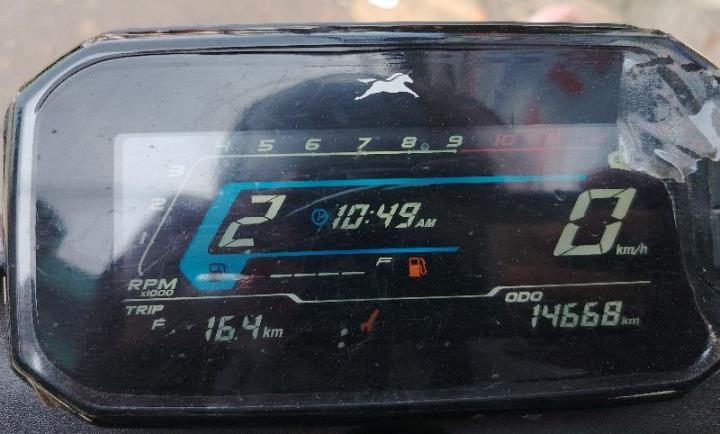 4 5 6 7 8 9 10 11
3
2
1
2 10:49 AM 0 km/h
F
RPM
x1000
TRIP ODO
F 16.4 km 14668 km